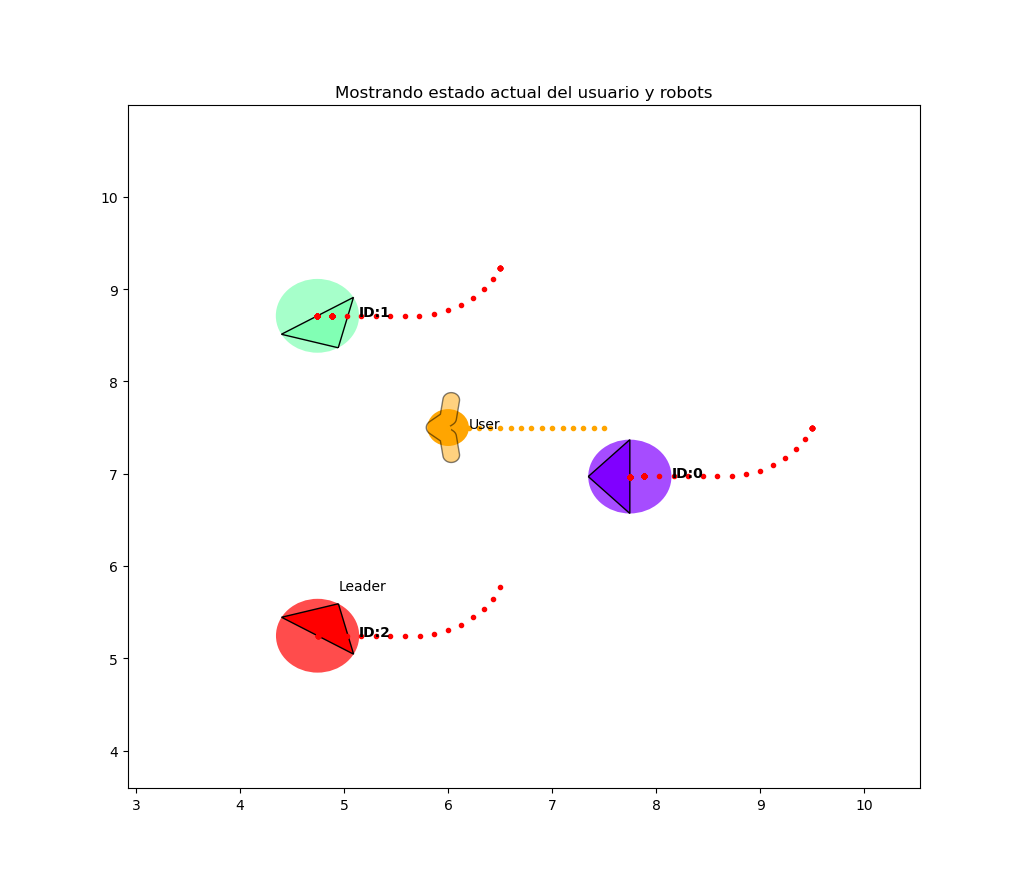 Mostrando estado actual del usuario y robots
10
9
ID:1
8
User
7
ID:0
6
Leader
ID:2
5
4
3 4 5 6 7 8 9 10